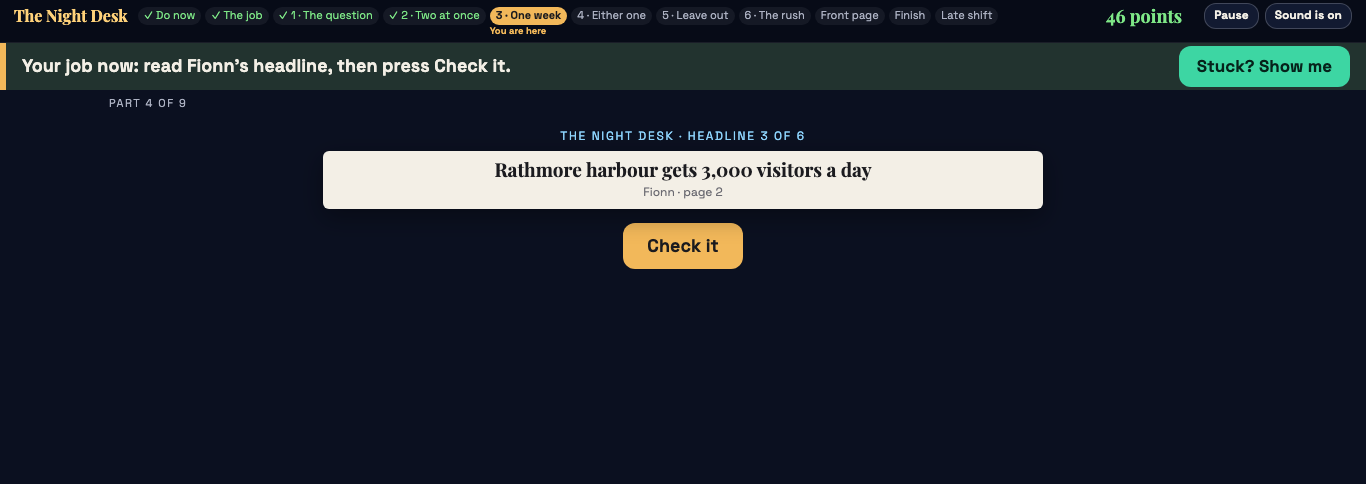 The Night Desk ✓ Do now ✓ The job ✓ 1 · The question ✓ 2 · Two at once 3 · One week 4 · Either one 5 · Leave out 6 · The rush Front page Finish Late shift 46 points Pause Sound is on
You are here
Your job now: read Fionn's headline, then press Check it. Stuck? Show me
PART 4 OF 9
THE NIGHT DESK · HEADLINE 3 OF 6
Rathmore harbour gets 3,000 visitors a day
Fionn · page 2
Check it